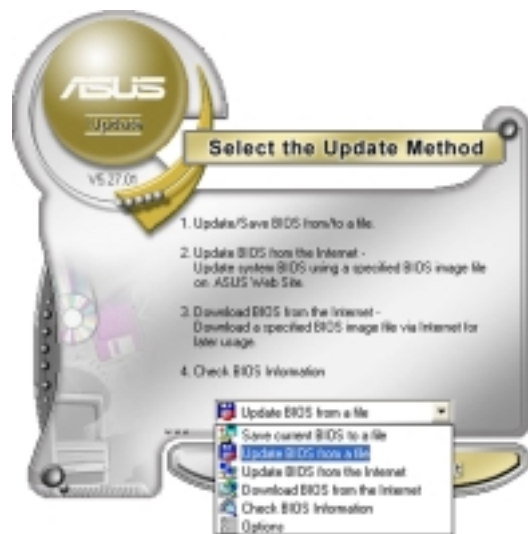 ASUS
Update
V5.27.01
Select the Update Method
1. Update/Save BIOS from/to a file.
2. Update BIOS from the Internet -
Update system BIOS using a specified BIOS image file
on ASUS Web Site.
3. Download BIOS from the Internet -
Download a specified BIOS image file via Internet for
later usage.
4. Check BIOS Information
Update BIOS from a file
Save current BIOS to a file
Update BIOS from a file
Update BIOS from the Internet
Download BIOS from the Internet
Check BIOS Information
Options